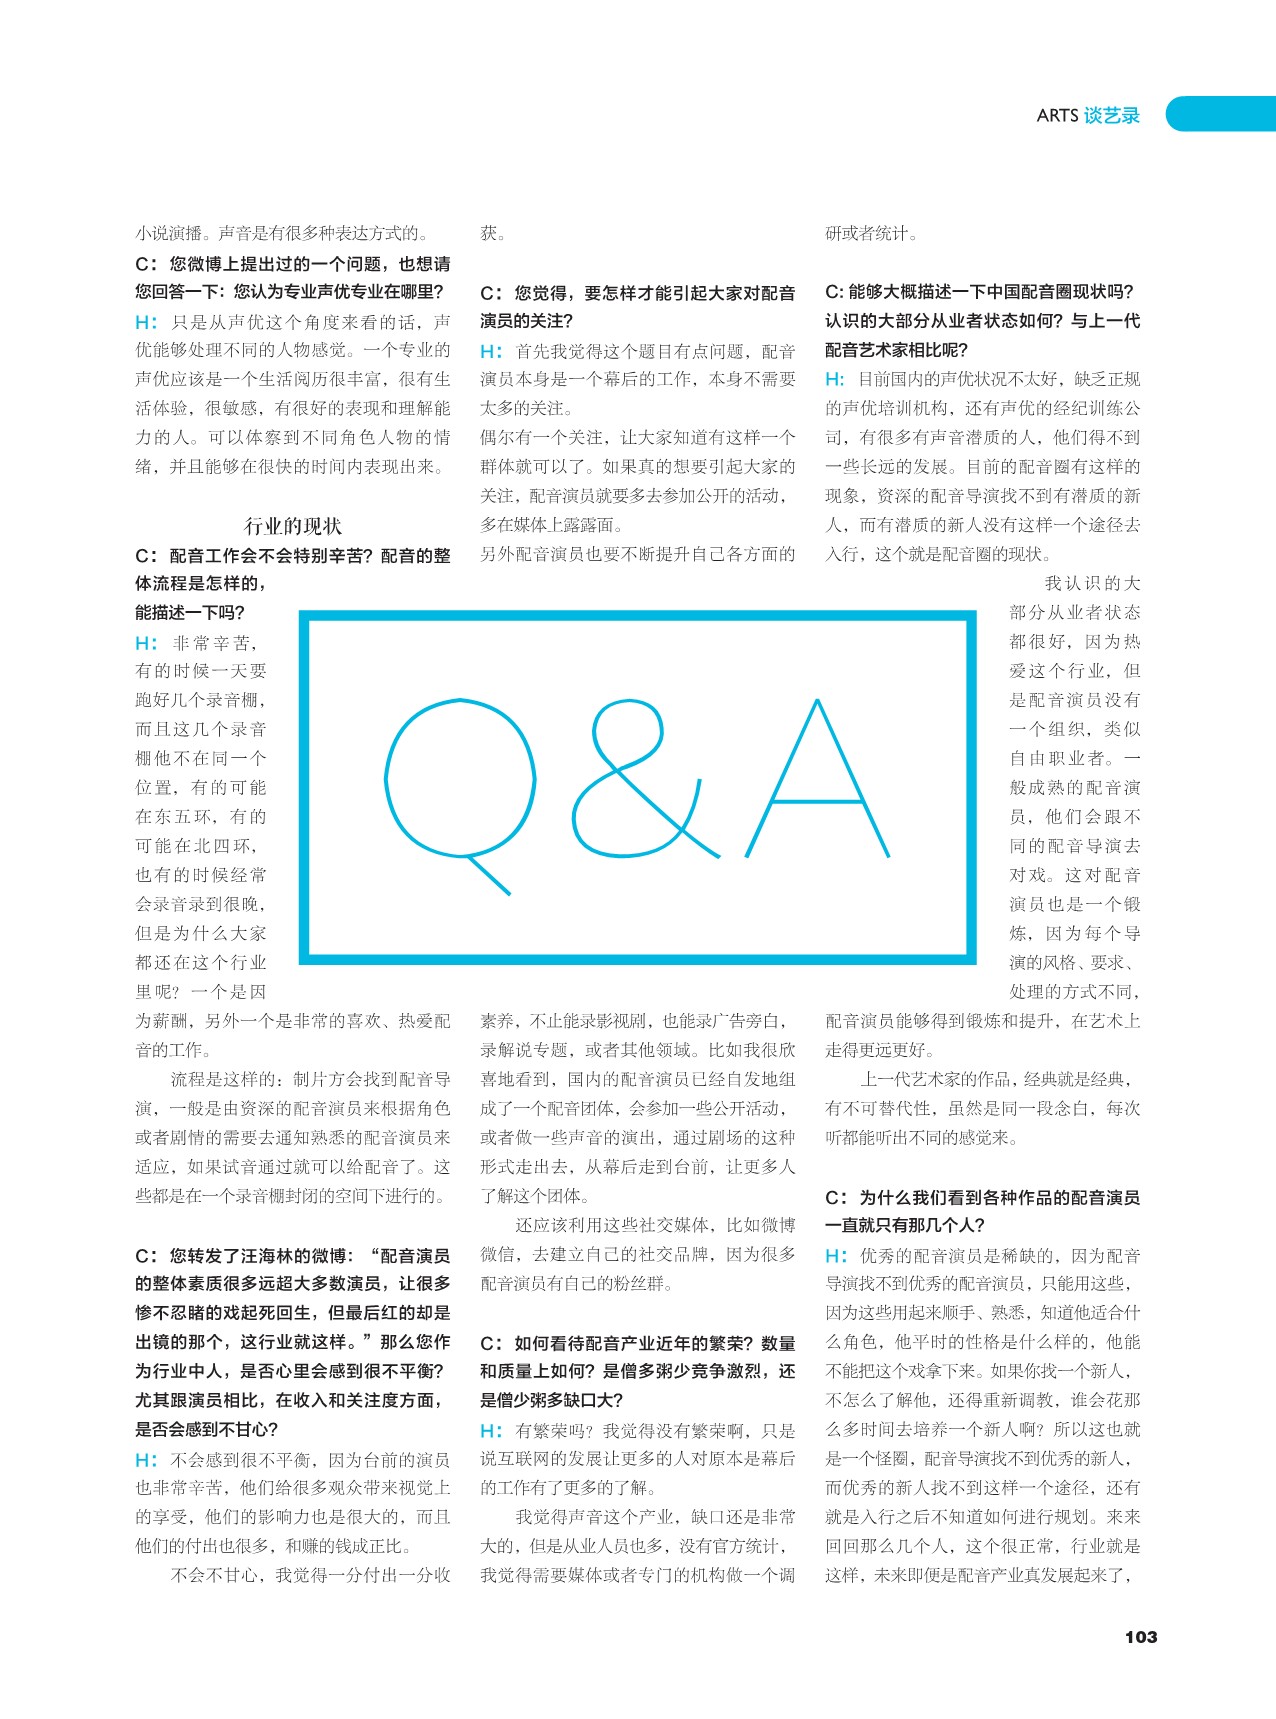 ARTS 谈艺录
小说演播。声音是有很多种表达方式的。
C：您微博上提出过的一个问题，也想请
您回答一下：您认为专业声优专业在哪里？
H：只是从声优这个角度来看的话，声
优能够处理不同的人物感觉。一个专业的
声优应该是一个生活阅历很丰富，很有生
活体验，很敏感，有很好的表现和理解能
力的人。可以体察到不同角色人物的情
绪，并且能够在很快的时间内表现出来。
行业的现状
C：配音工作会不会特别辛苦？配音的整
体流程是怎样的，
能描述一下吗？
H：非常辛苦，
有的时候一天要
跑好几个录音棚，
而且这几个录音
棚他不在同一个
位置，有的可能
在东五环，有的
可能在北四环，
也有的时候经常
会录音录到很晚，
但是为什么大家
都还在这个行业
里呢？一个是因
为薪酬，另外一个是非常的喜欢、热爱配
音的工作。
流程是这样的：制片方会找到配音导
演，一般是由资深的配音演员来根据角色
或者剧情的需要去通知熟悉的配音演员来
适应，如果试音通过就可以给配音了。这
些都是在一个录音棚封闭的空间下进行的。
C：您转发了汪海林的微博：“配音演员
的整体素质很多远超大多数演员，让很多
惨不忍睹的戏起死回生，但最后红的却是
出镜的那个，这行业就这样。”那么您作
为行业中人，是否心里会感到很不平衡？
尤其跟演员相比，在收入和关注度方面，
是否会感到不甘心？
H：不会感到很不平衡，因为台前的演员
也非常辛苦，他们给很多观众带来视觉上
的享受，他们的影响力也是很大的，而且
他们的付出也很多，和赚的钱成正比。
不会不甘心，我觉得一分付出一分收
获。
C：您觉得，要怎样才能引起大家对配音
演员的关注？
H：首先我觉得这个题目有点问题，配音
演员本身是一个幕后的工作，本身不需要
太多的关注。
偶尔有一个关注，让大家知道有这样一个
群体就可以了。如果真的想要引起大家的
关注，配音演员就要多去参加公开的活动，
多在媒体上露露面。
另外配音演员也要不断提升自己各方面的
Q&A
素养，不止能录影视剧，也能录广告旁白，
录解说专题，或者其他领域。比如我很欣
喜地看到，国内的配音演员已经自发地组
成了一个配音团体，会参加一些公开活动，
或者做一些声音的演出，通过剧场的这种
形式走出去，从幕后走到台前，让更多人
了解这个团体。
还应该利用这些社交媒体，比如微博
微信，去建立自己的社交品牌，因为很多
配音演员有自己的粉丝群。
C：如何看待配音产业近年的繁荣？数量
和质量上如何？是僧多粥少竞争激烈，还
是僧少粥多缺口大？
H：有繁荣吗？我觉得没有繁荣啊，只是
说互联网的发展让更多的人对原本是幕后
的工作有了更多的了解。
我觉得声音这个产业，缺口还是非常
大的，但是从业人员也多，没有官方统计，
我觉得需要媒体或者专门的机构做一个调
研或者统计。
C: 能够大概描述一下中国配音圈现状吗？
认识的大部分从业者状态如何？与上一代
配音艺术家相比呢？
H：目前国内的声优状况不太好，缺乏正规
的声优培训机构，还有声优的经纪训练公
司，有很多有声音潜质的人，他们得不到
一些长远的发展。目前的配音圈有这样的
现象，资深的配音导演找不到有潜质的新
人，而有潜质的新人没有这样一个途径去
入行，这个就是配音圈的现状。
我认识的大
部分从业者状态
都很好，因为热
爱这个行业，但
是配音演员没有
一个组织，类似
自由职业者。一
般成熟的配音演
员，他们会跟不
同的配音导演去
对戏。这对配音
演员也是一个锻
炼，因为每个导
演的风格、要求、
处理的方式不同，
配音演员能够得到锻炼和提升，在艺术上
走得更远更好。
上一代艺术家的作品，经典就是经典，
有不可替代性，虽然是同一段念白，每次
听都能听出不同的感觉来。
C：为什么我们看到各种作品的配音演员
一直就只有那几个人？
H：优秀的配音演员是稀缺的，因为配音
导演找不到优秀的配音演员，只能用这些，
因为这些用起来顺手、熟悉，知道他适合什
么角色，他平时的性格是什么样的，他能
不能把这个戏拿下来。如果你找一个新人，
不怎么了解他，还得重新调教，谁会花那
么多时间去培养一个新人啊？所以这也就
是一个怪圈，配音导演找不到优秀的新人，
而优秀的新人找不到这样一个途径，还有
就是入行之后不知道如何进行规划。来来
回回那么几个人，这个很正常，行业就是
这样，未来即便是配音产业真发展起来了，
103